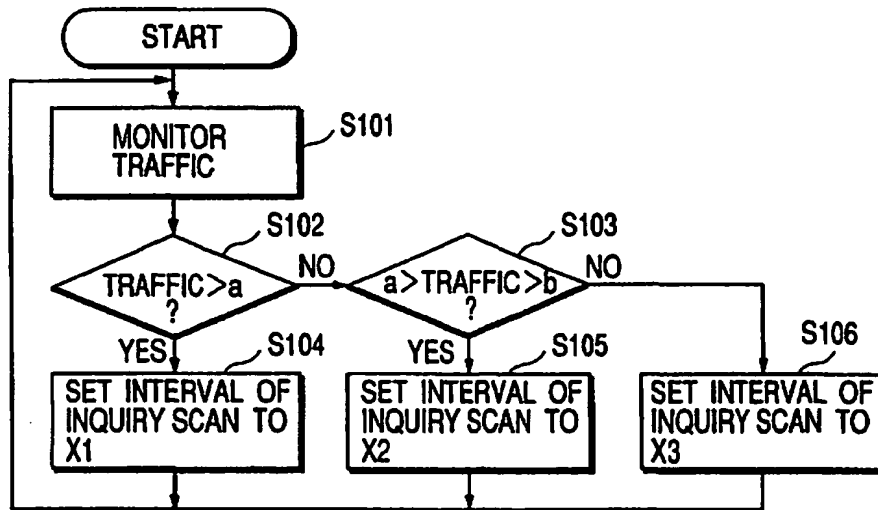 START
MONITOR
TRAFFIC
S101
S102
TRAFFIC>a
?
NO
YES
S103
a>TRAFFIC>b
?
NO
YES
S104
SET INTERVAL OF
INQUIRY SCAN TO
X1
S105
SET INTERVAL OF
INQUIRY SCAN TO
X2
S106
SET INTERVAL OF
INQUIRY SCAN TO
X3